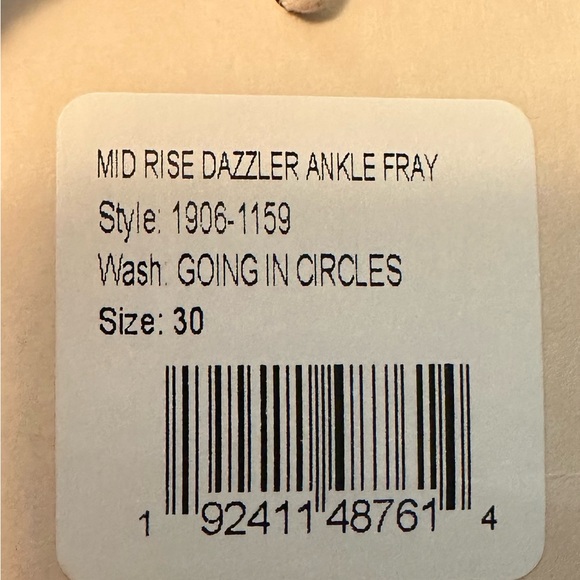 MID RISE DAZZLER ANKLE FRAY
Style: 1906-1159
Wash: GOING IN CIRCLES
Size: 30
1 92411 48761 4